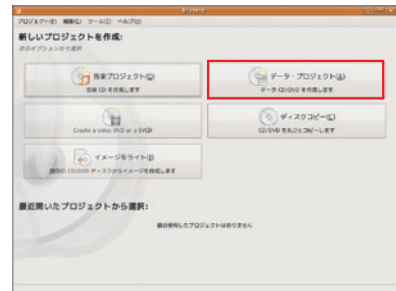 Brasero
プロジェクト(P) 編集(E) ツール(T) ヘルプ(H)
新しいプロジェクトを作成:
次のオプションから選択
音楽プロジェクト(O)
音楽 CD を作成します
データ・プロジェクト(A)
データ CD/DVD を作成します
Create a video DVD or a SVCD
ディスクコピー(C)
CD/DVD を丸ごとコピーします
イメージをライト(B)
既存の CD/DVD ディスクからイメージを作成します
最近開いたプロジェクトから選択:
最近使用したプロジェクトはありません